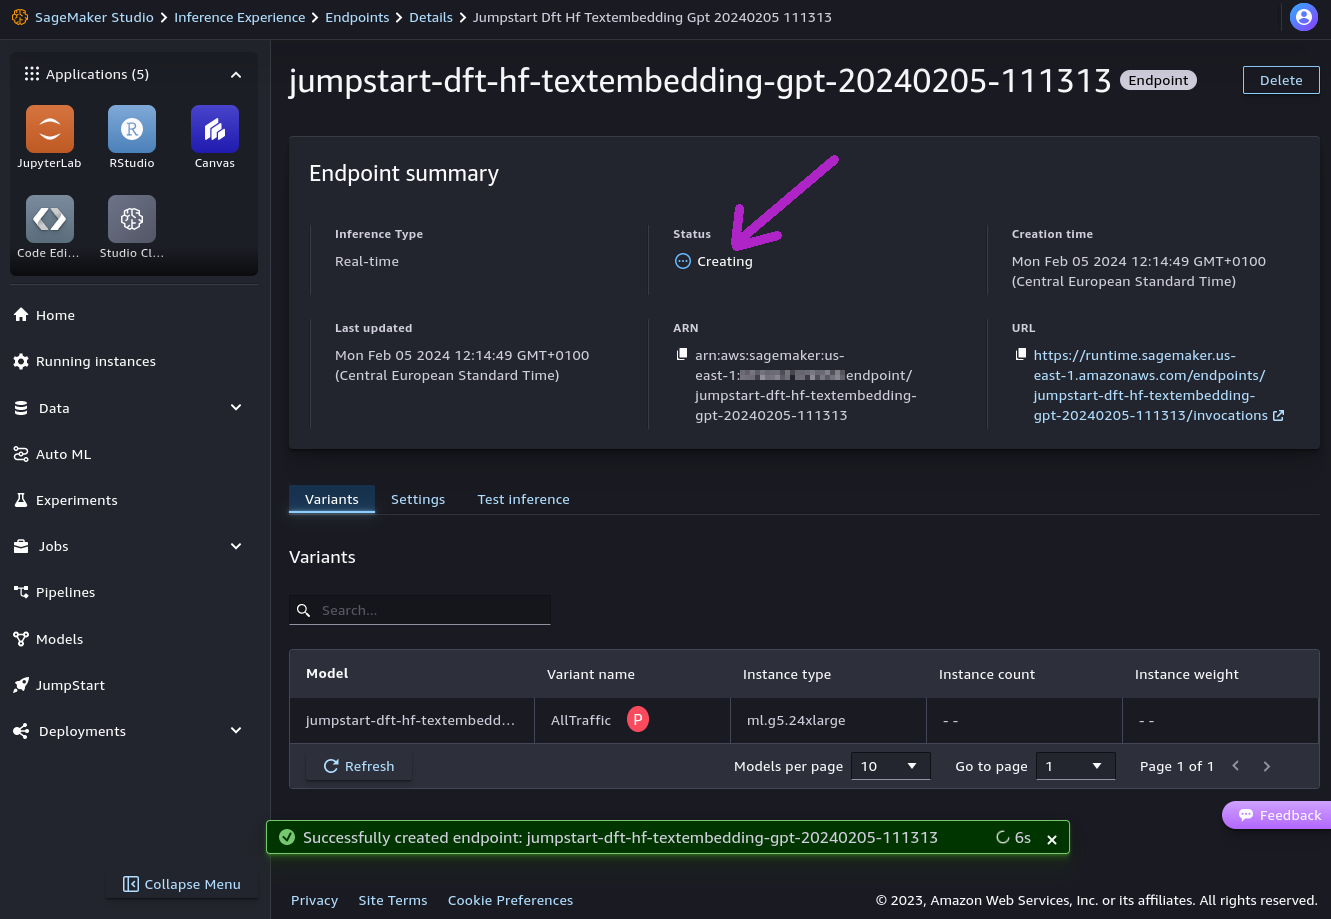 SageMaker Studio > Inference Experience > Endpoints > Details > Jumpstart Dft Hf Textembedding Gpt 20240205 111313
Applications (5)
JupyterLab
R
RStudio
Canvas
Code Edi...
Studio Cl...
Home
Running instances
Data
Auto ML
Experiments
Jobs
Pipelines
Models
JumpStart
Deployments
Collapse Menu
jumpstart-dft-hf-textembedding-gpt-20240205-111313 Endpoint
Delete
Endpoint summary
Inference Type
Real-time
Status
Creating
Creation time
Mon Feb 05 2024 12:14:49 GMT+0100
(Central European Standard Time)
Last updated
Mon Feb 05 2024 12:14:49 GMT+0100
(Central European Standard Time)
ARN
arn:aws:sagemaker:us-
east-1: endpoint/
jumpstart-dft-hf-textembedding-
gpt-20240205-111313
URL
https://runtime.sagemaker.us-
east-1.amazonaws.com/endpoints/
jumpstart-dft-hf-textembedding-
gpt-20240205-111313/invocations
Variants Settings Test inference
Variants
Search...
Model Variant name Instance type Instance count Instance weight
jumpstart-dft-hf-textembedd... AllTraffic P ml.g5.24xlarge -- --
Refresh Models per page 10 Go to page 1 Page 1 of 1
Feedback
Successfully created endpoint: jumpstart-dft-hf-textembedding-gpt-20240205-111313 6s
Privacy Site Terms Cookie Preferences © 2023, Amazon Web Services, Inc. or its affiliates. All rights reserved.